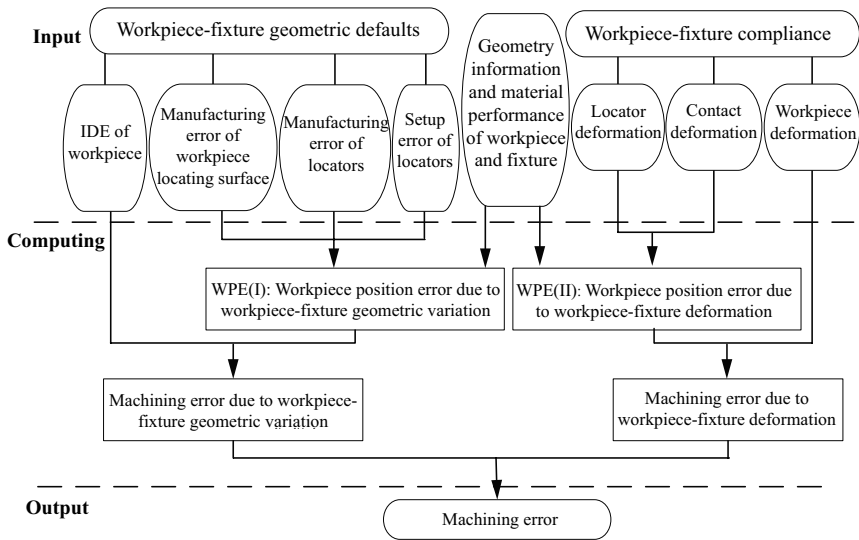 Input
Workpiece-fixture geometric defaults
Workpiece-fixture compliance
IDE of
workpiece
Manufacturing
error of
workpiece
locating surface
Manufacturing
error of
locators
Setup
error of
locators
Geometry
information
and material
performance
of workpiece
and fixture
Locator
deformation
Contact
deformation
Workpiece
deformation
Computing
WPE(I): Workpiece position error due to
workpiece-fixture geometric variation
WPE(II): Workpiece position error due
to workpiece-fixture deformation
Machining error due to workpiece-
fixture geometric variation
Machining error due to
workpiece-fixture deformation
Output
Machining error